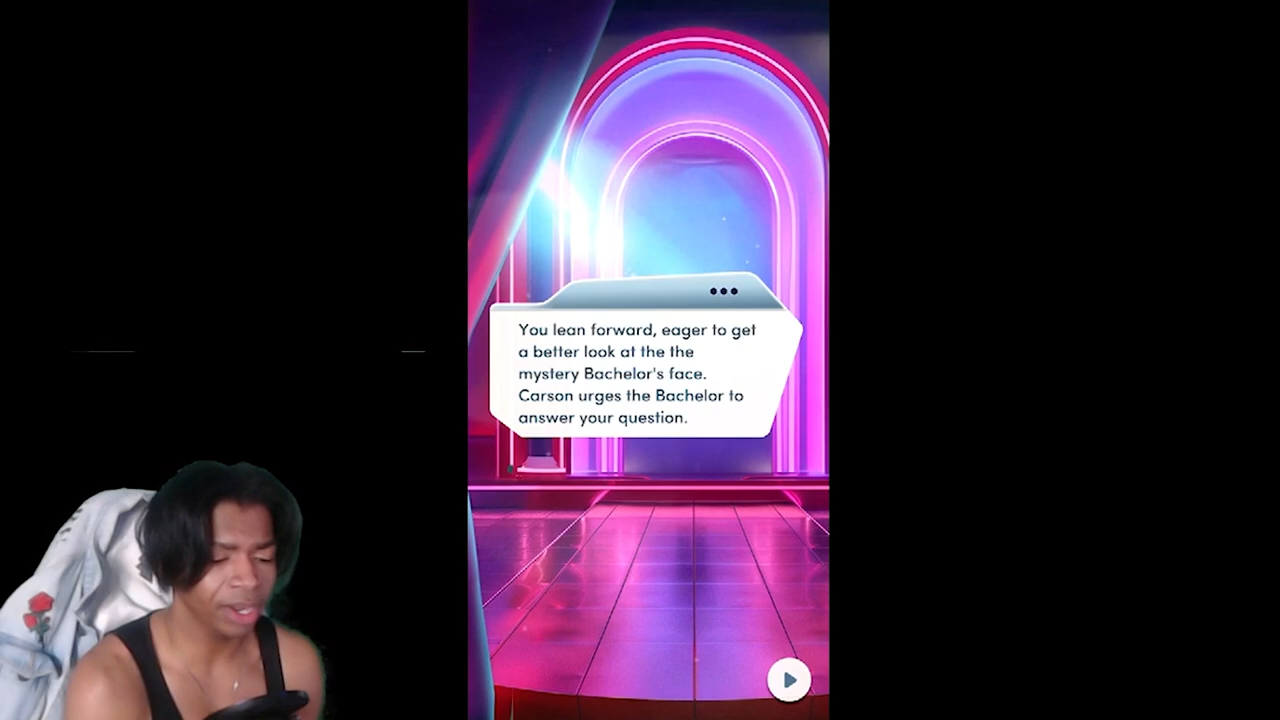 You lean forward, eager to get
a better look at the the
mystery Bachelor's face.
Carson urges the Bachelor to
answer your question.